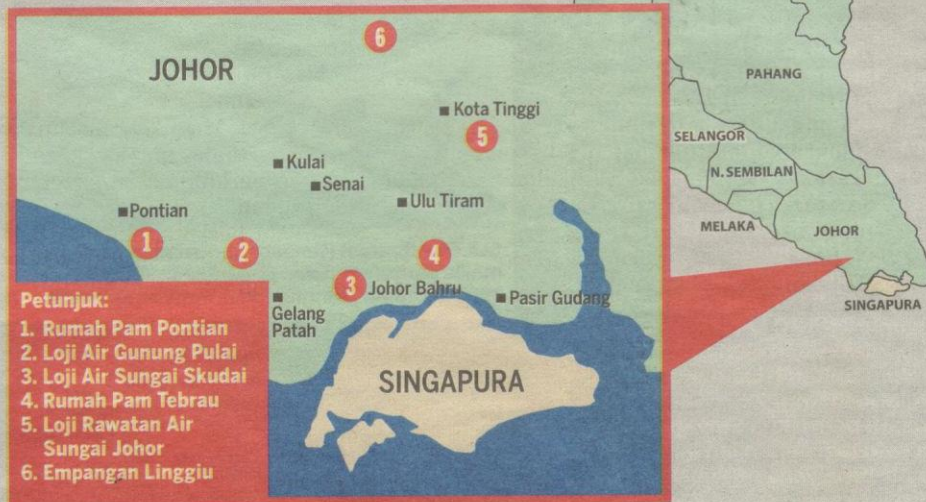 JOHOR
6
Kota Tinggi
5
Kulai
Senai
Ulu Tiram
Pontian
1
2
4
3
Johor Bahru
Gelang
Patah
Pasir Gudang
SINGAPURA
Petunjuk:
1. Rumah Pam Pontian
2. Loji Air Gunung Pulai
3. Loji Air Sungai Skudai
4. Rumah Pam Tebrau
5. Loji Rawatan Air
Sungai Johor
6. Empangan Linggiu
PAHANG
SELANGOR
N. SEMBILAN
MELAKA
JOHOR
SINGAPURA